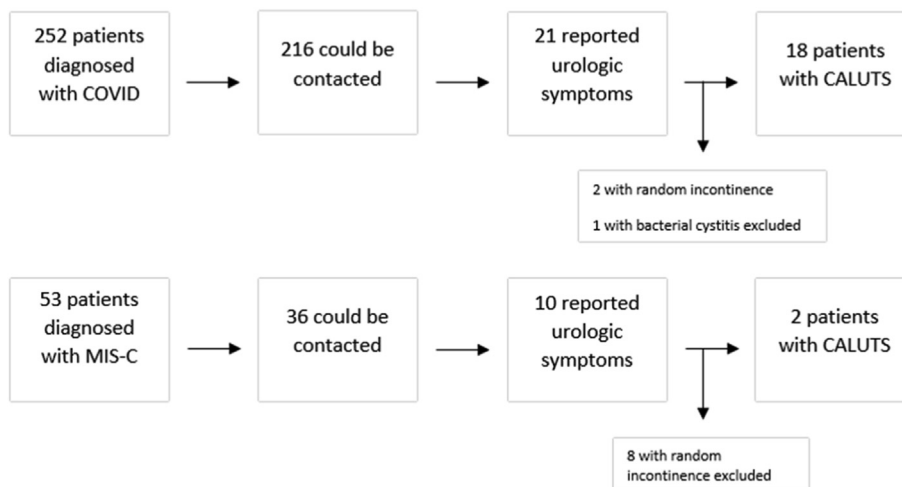 252 patients
diagnosed
with COVID
216 could be
contacted
21 reported
urologic
symptoms
18 patients
with CALUTS
2 with random incontinence
1 with bacterial cystitis excluded
53 patients
diagnosed
with MIS-C
36 could be
contacted
10 reported
urologic
symptoms
2 patients
with CALUTS
8 with random
incontinence excluded